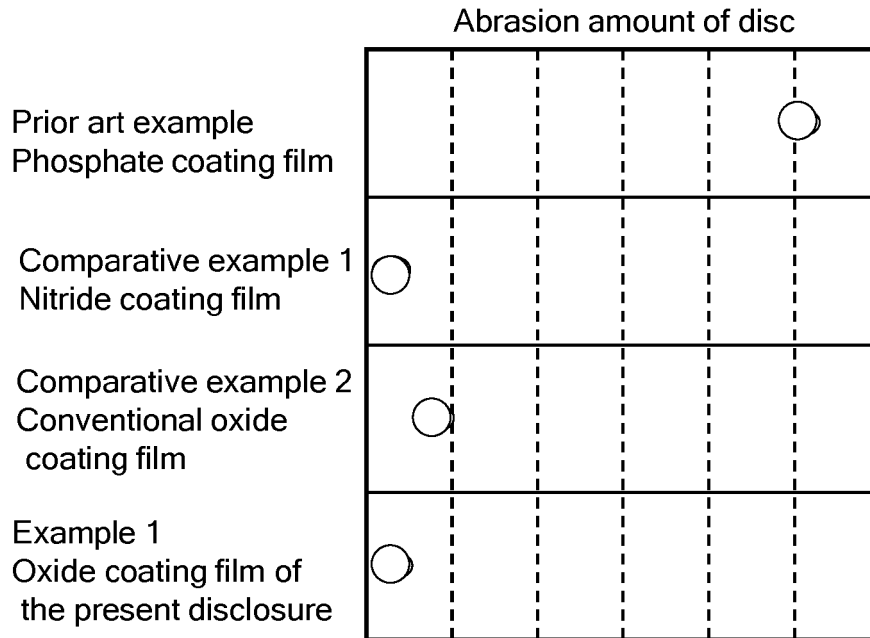 Abrasion amount of disc
Prior art example
Phosphate coating film
Comparative example 1
Nitride coating film
Comparative example 2
Conventional oxide
coating film
Example 1
Oxide coating film of
the present disclosure